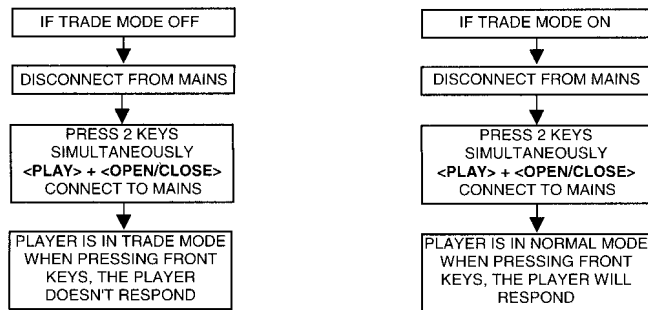 IF TRADE MODE OFF
DISCONNECT FROM MAINS
PRESS 2 KEYS
SIMULTANEOUSLY
<PLAY> + <OPEN/CLOSE>
CONNECT TO MAINS
PLAYER IS IN TRADE MODE
WHEN PRESSING FRONT
KEYS, THE PLAYER
DOESN'T RESPOND
IF TRADE MODE ON
DISCONNECT FROM MAINS
PRESS 2 KEYS
SIMULTANEOUSLY
<PLAY> + <OPEN/CLOSE>
CONNECT TO MAINS
PLAYER IS IN NORMAL MODE
WHEN PRESSING FRONT
KEYS, THE PLAYER WILL
RESPOND